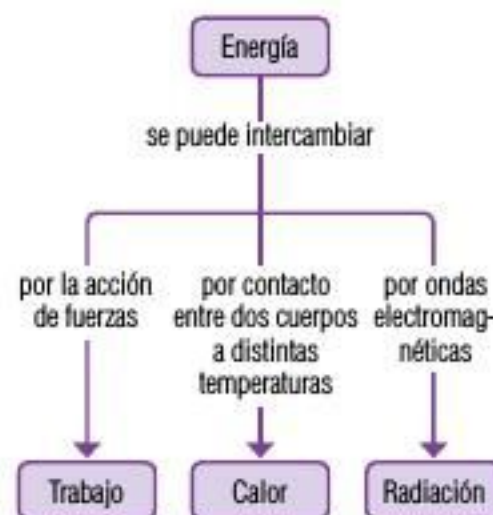 Energía
se puede intercambiar
por la acción
de fuerzas
por contacto
entre dos cuerpos
a distintas
temperaturas
por ondas
electromag-
néticas
Trabajo
Calor
Radiación